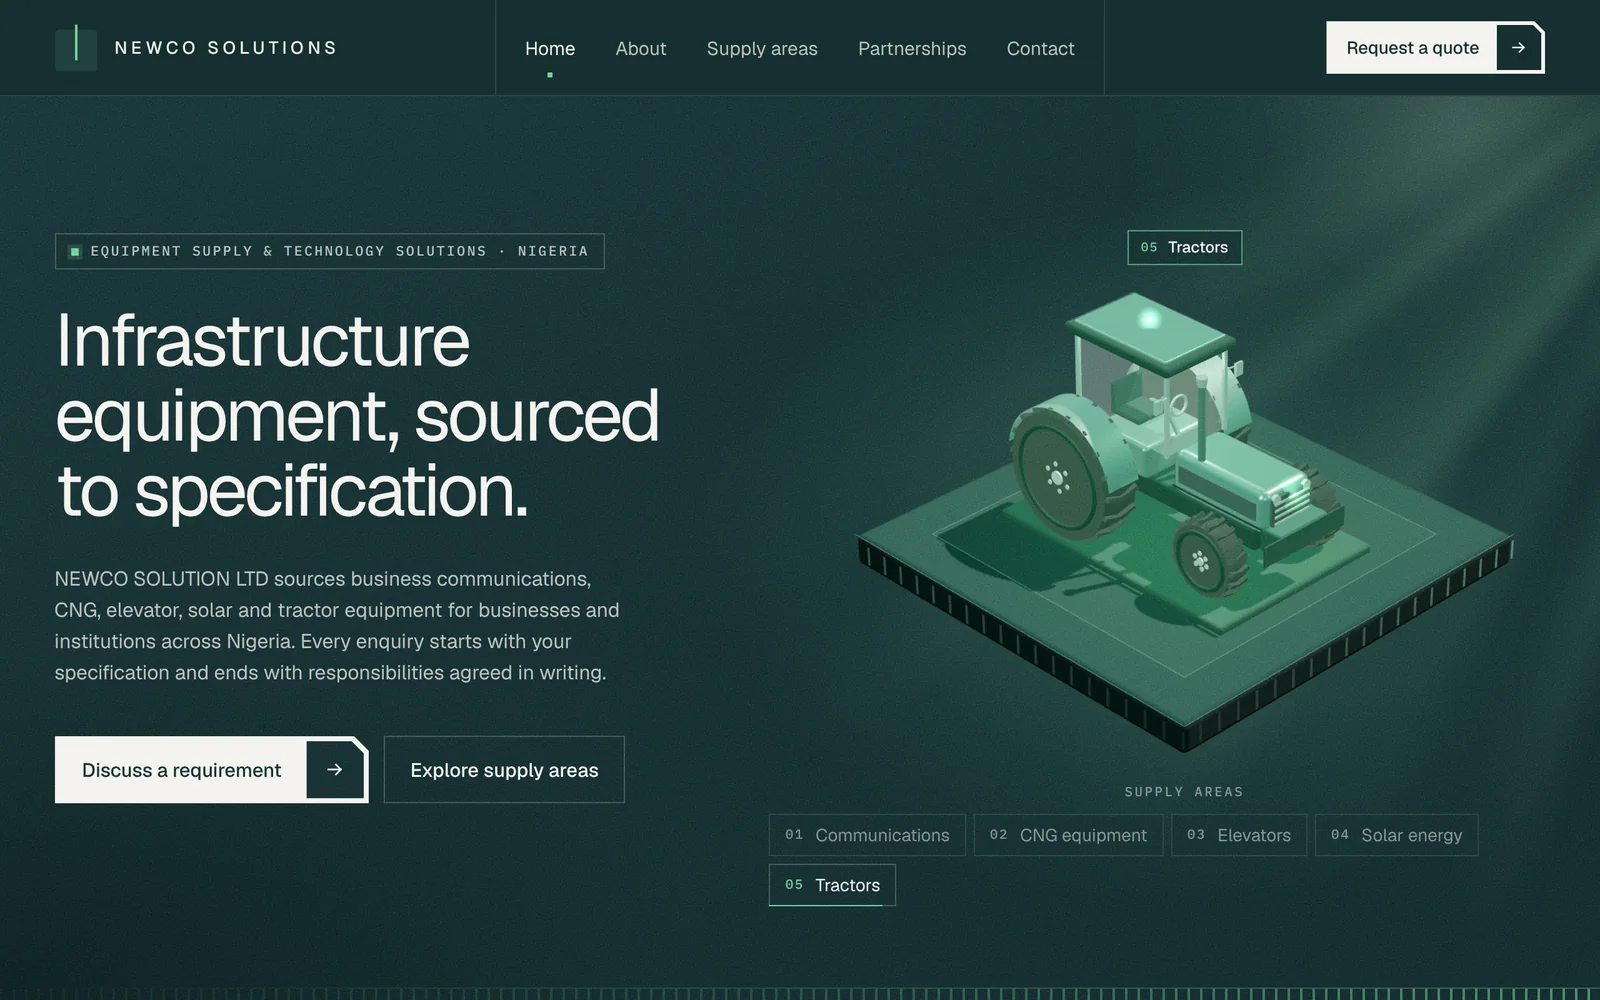 NEWCO SOLUTIONS
Home
About
Supply areas
Partnerships
Contact
Request a quote →
EQUIPMENT SUPPLY & TECHNOLOGY SOLUTIONS · NIGERIA
Infrastructure
equipment, sourced
to specification.
NEWCO SOLUTION LTD sources business communications,
CNG, elevator, solar and tractor equipment for businesses and
institutions across Nigeria. Every enquiry starts with your
specification and ends with responsibilities agreed in writing.
Discuss a requirement →
Explore supply areas
05 Tractors
SUPPLY AREAS
01 Communications
02 CNG equipment
03 Elevators
04 Solar energy
05 Tractors